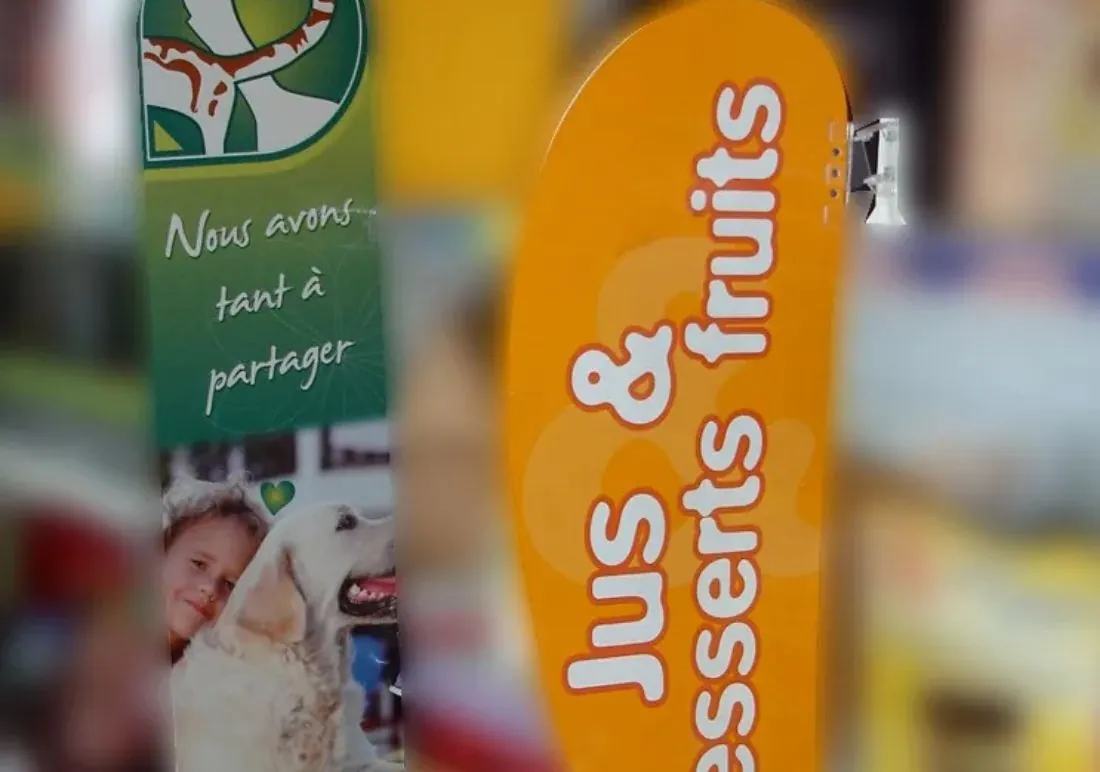 Nous avons
tant à
partager
Jus &
esserts fruits